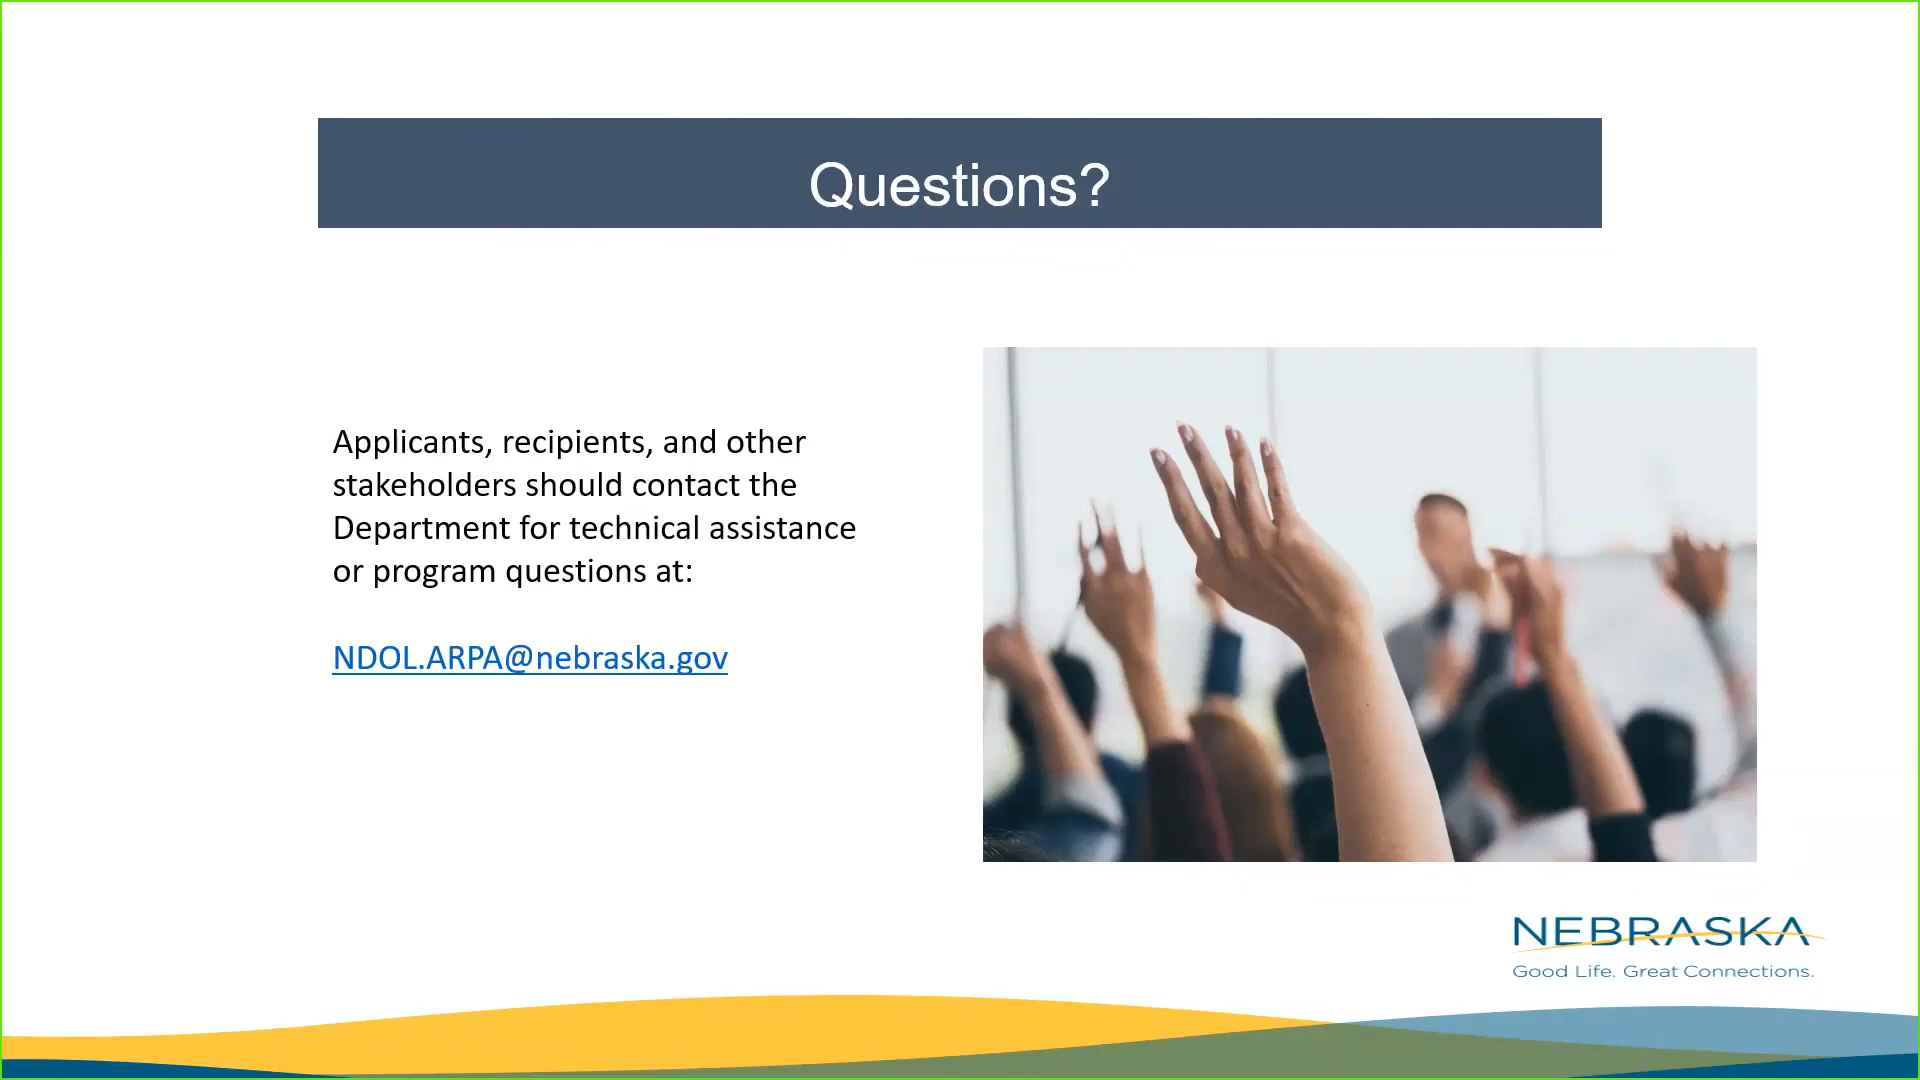 Questions?
Applicants, recipients, and other
stakeholders should contact the
Department for technical assistance
or program questions at:
NDOL.ARPA@nebraska.gov
NEBRASKA
Good Life. Great Connections.